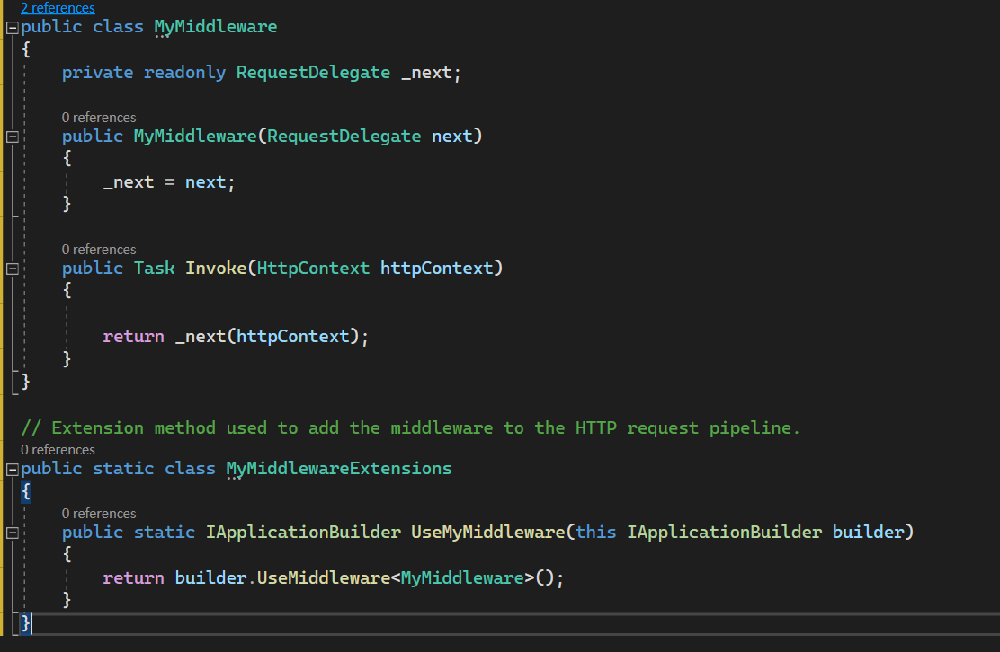 2 references
public class MyMiddleware
{
private readonly RequestDelegate _next;
0 references
public MyMiddleware(RequestDelegate next)
{
_next = next;
}
0 references
public Task Invoke(HttpContext httpContext)
{
return _next(httpContext);
}
}
// Extension method used to add the middleware to the HTTP request pipeline.
0 references
public static class MyMiddlewareExtensions
{
0 references
public static IApplicationBuilder UseMyMiddleware(this IApplicationBuilder builder)
{
return builder.UseMiddleware<MyMiddleware>();
}
}